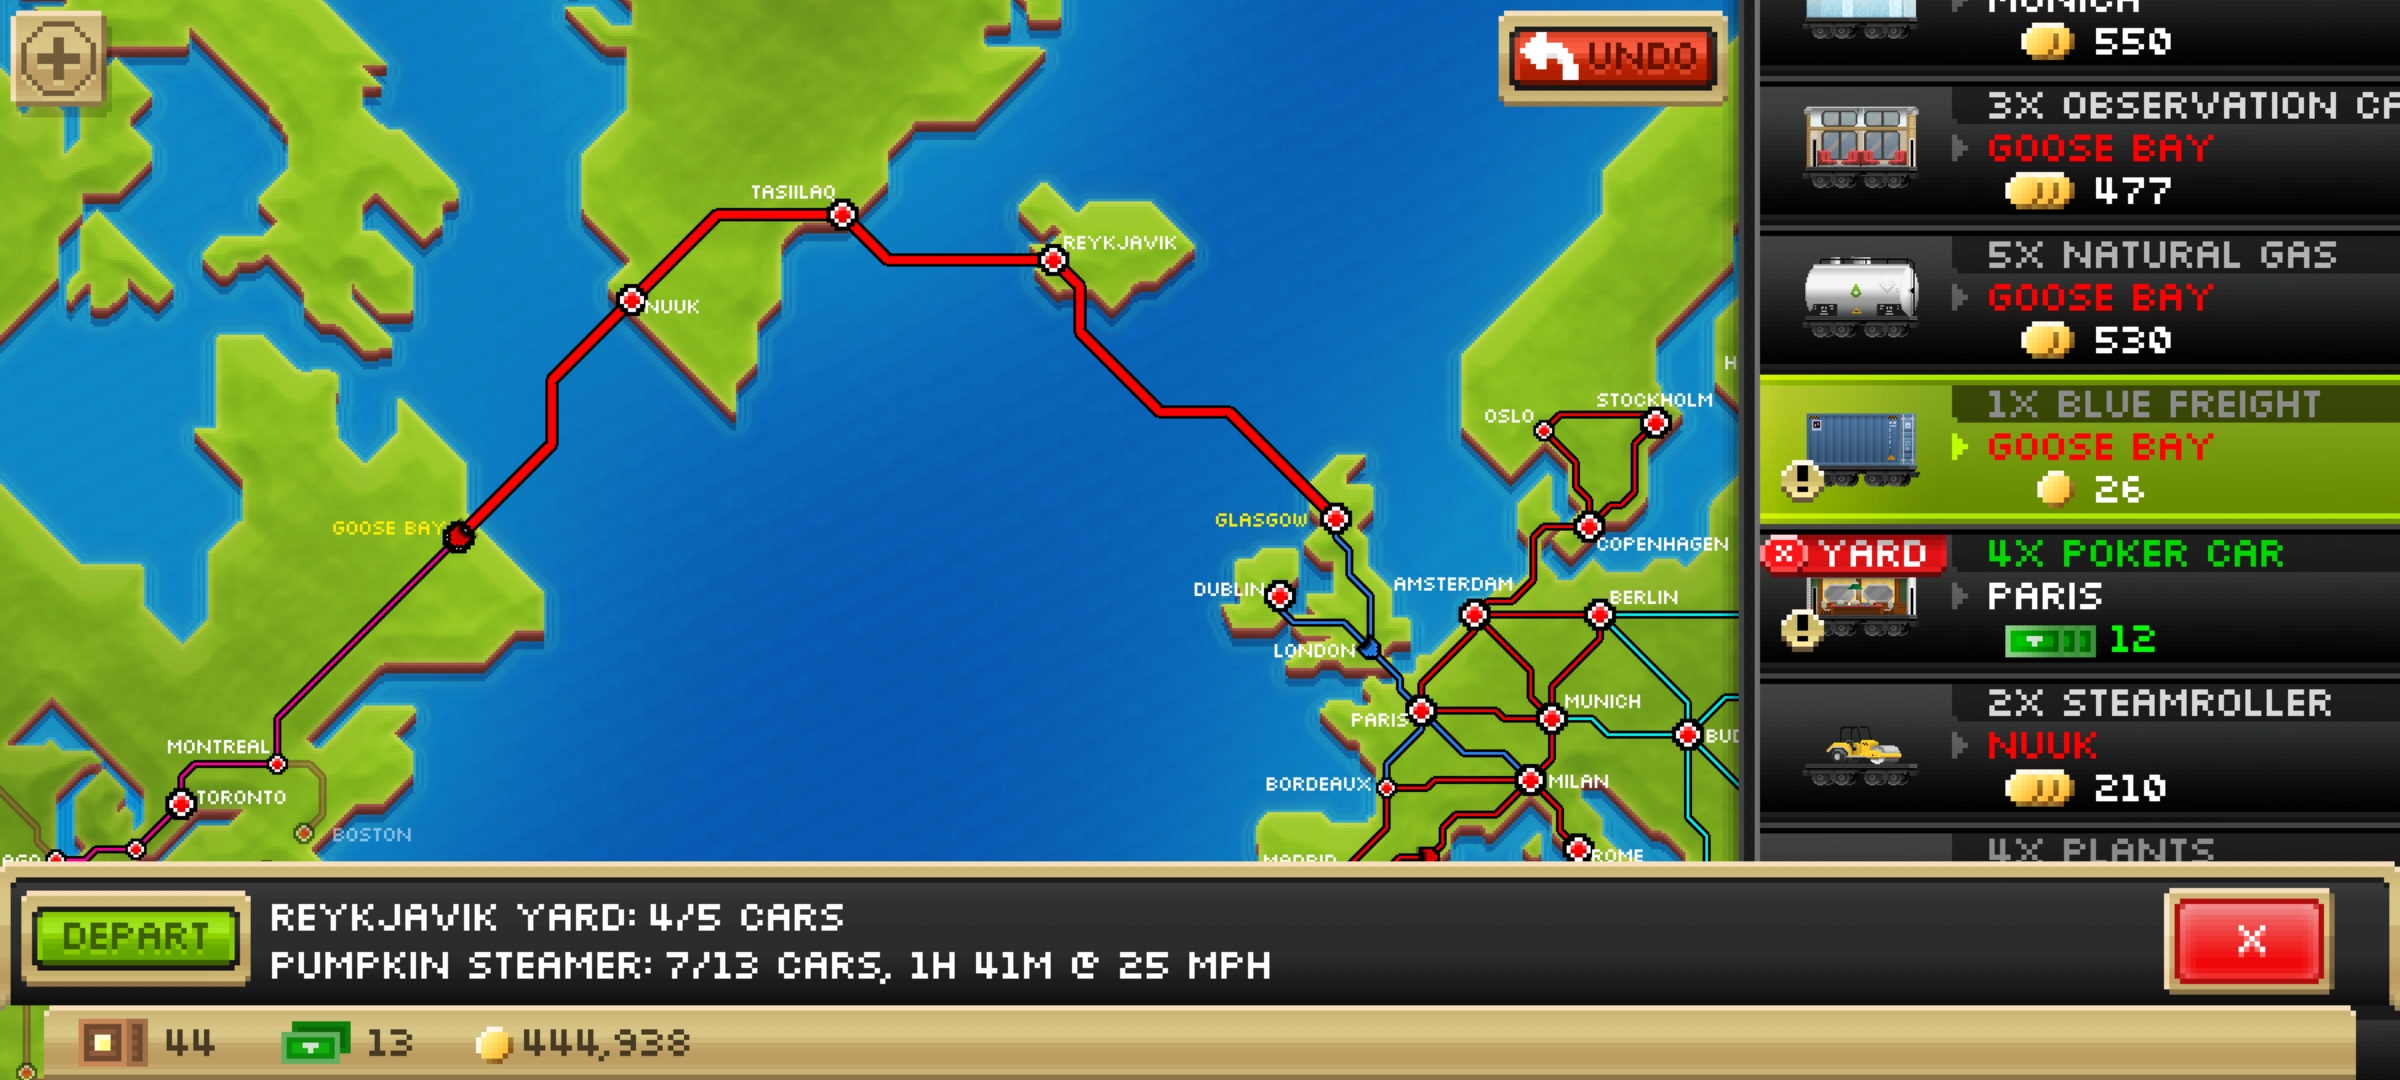 UNDO
TASIILAQ
REYKJAVIK
NUUK
GOOSE BAY
GLASGOW
DUBLIN
LONDON
OSLO
STOCKHOLM
COPENHAGEN
AMSTERDAM
BERLIN
PARIS
MUNICH
BUD
BORDEAUX
MILAN
ROME
MADRID
MONTREAL
TORONTO
BOSTON
MUNICH
550
3X OBSERVATION CA
GOOSE BAY
477
5X NATURAL GAS
GOOSE BAY
530
1X BLUE FREIGHT
GOOSE BAY
26
YARD
4X POKER CAR
PARIS
12
2X STEAMROLLER
NUUK
210
4X PLANTS
DEPART
REYKJAVIK YARD: 4/5 CARS
PUMPKIN STEAMER: 7/13 CARS, 1H 41M @ 25 MPH
X
44
13
444,938